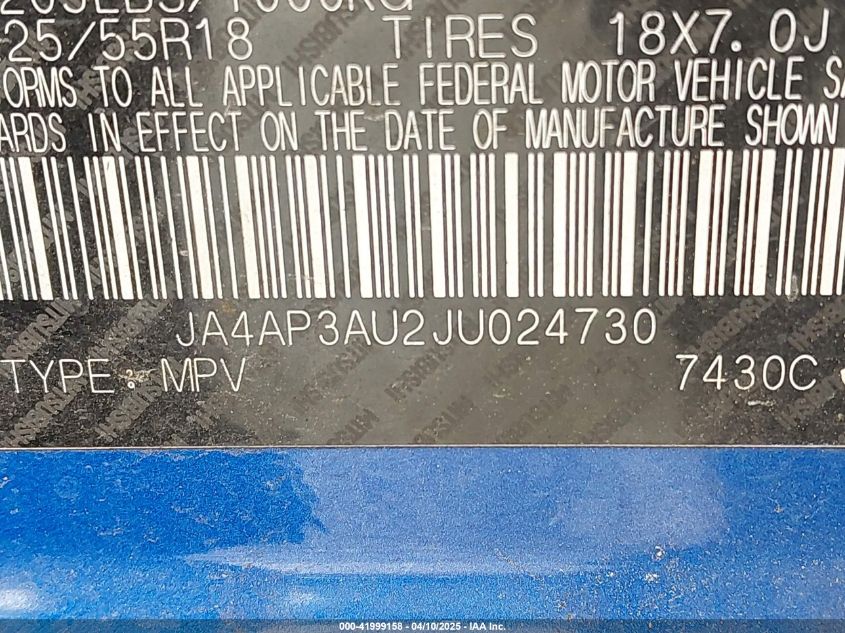 25/55R18 TIRES 18X7.0J
ORMS TO ALL APPLICABLE FEDERAL MOTOR VEHICLE SA
ARDS IN EFFECT ON THE DATE OF MANUFACTURE SHOWN
JA4AP3AU2JU024730
TYPE: MPV 7430C
000-41999158 - 04/10/2025 - IAA Inc.